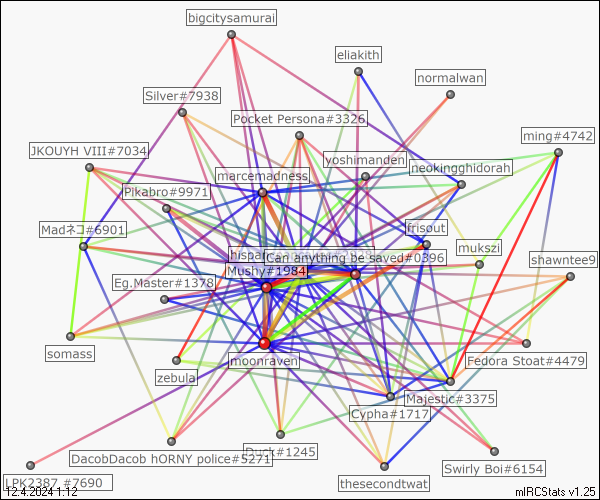 bigcitysamurai
eliakith
normalwan
Silver#7938
Pocket Persona#3326
ming#4742
JKOUYH VIII#7034
yoshimanden
neokingghidorah
marcemadness
Pikabro#9971
Madネコ#6901
frisout
mukszi
Can anything be saved#0396
shawntee9
Mushy#1984
Eg.Master#1378
somass
moonraven
Fedora Stoat#4479
zebula
Majestic#3375
Cypha#1717
Duck#1245
DacobDacob hORNY police#5271
Swirly Boi#6154
thesecondtwat
LPK2387 #7690
12.4.2024 1:12
mIRCStats v1.25